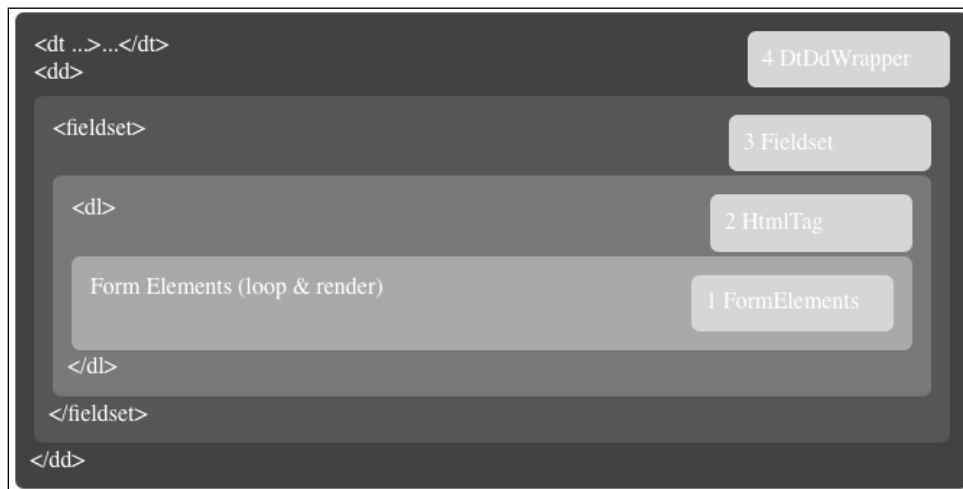 <dt ...>...</dt>
4 DtDdWrapper
<dd>
<fieldset>
3 Fieldset
<dl>
2 HtmlTag
Form Elements (loop & render)
1 FormElements
</dl>
</fieldset>
</dd>